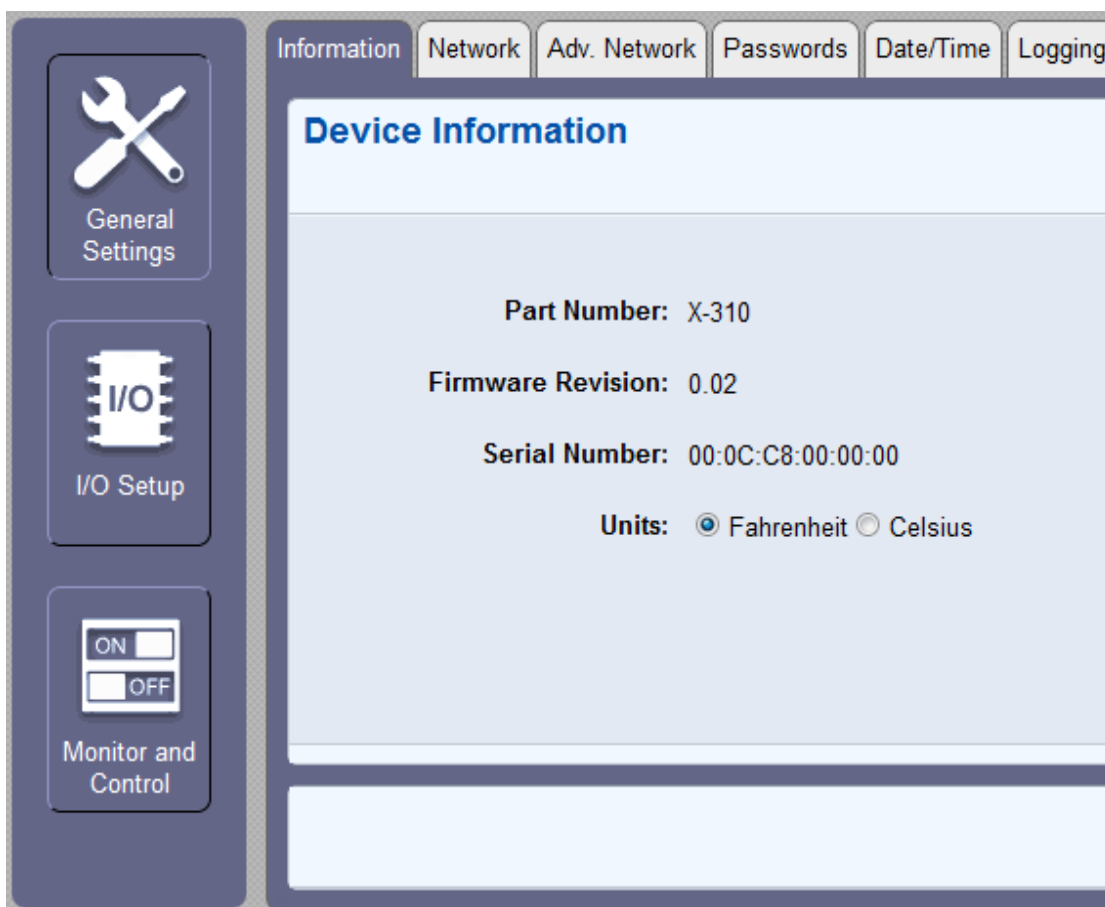 Information Network Adv. Network Passwords Date/Time Logging
General
Settings
I/O
I/O Setup
ON
OFF
Monitor and
Control
Device Information
Part Number: X-310
Firmware Revision: 0.02
Serial Number: 00:0C:C8:00:00:00
Units: Fahrenheit Celsius